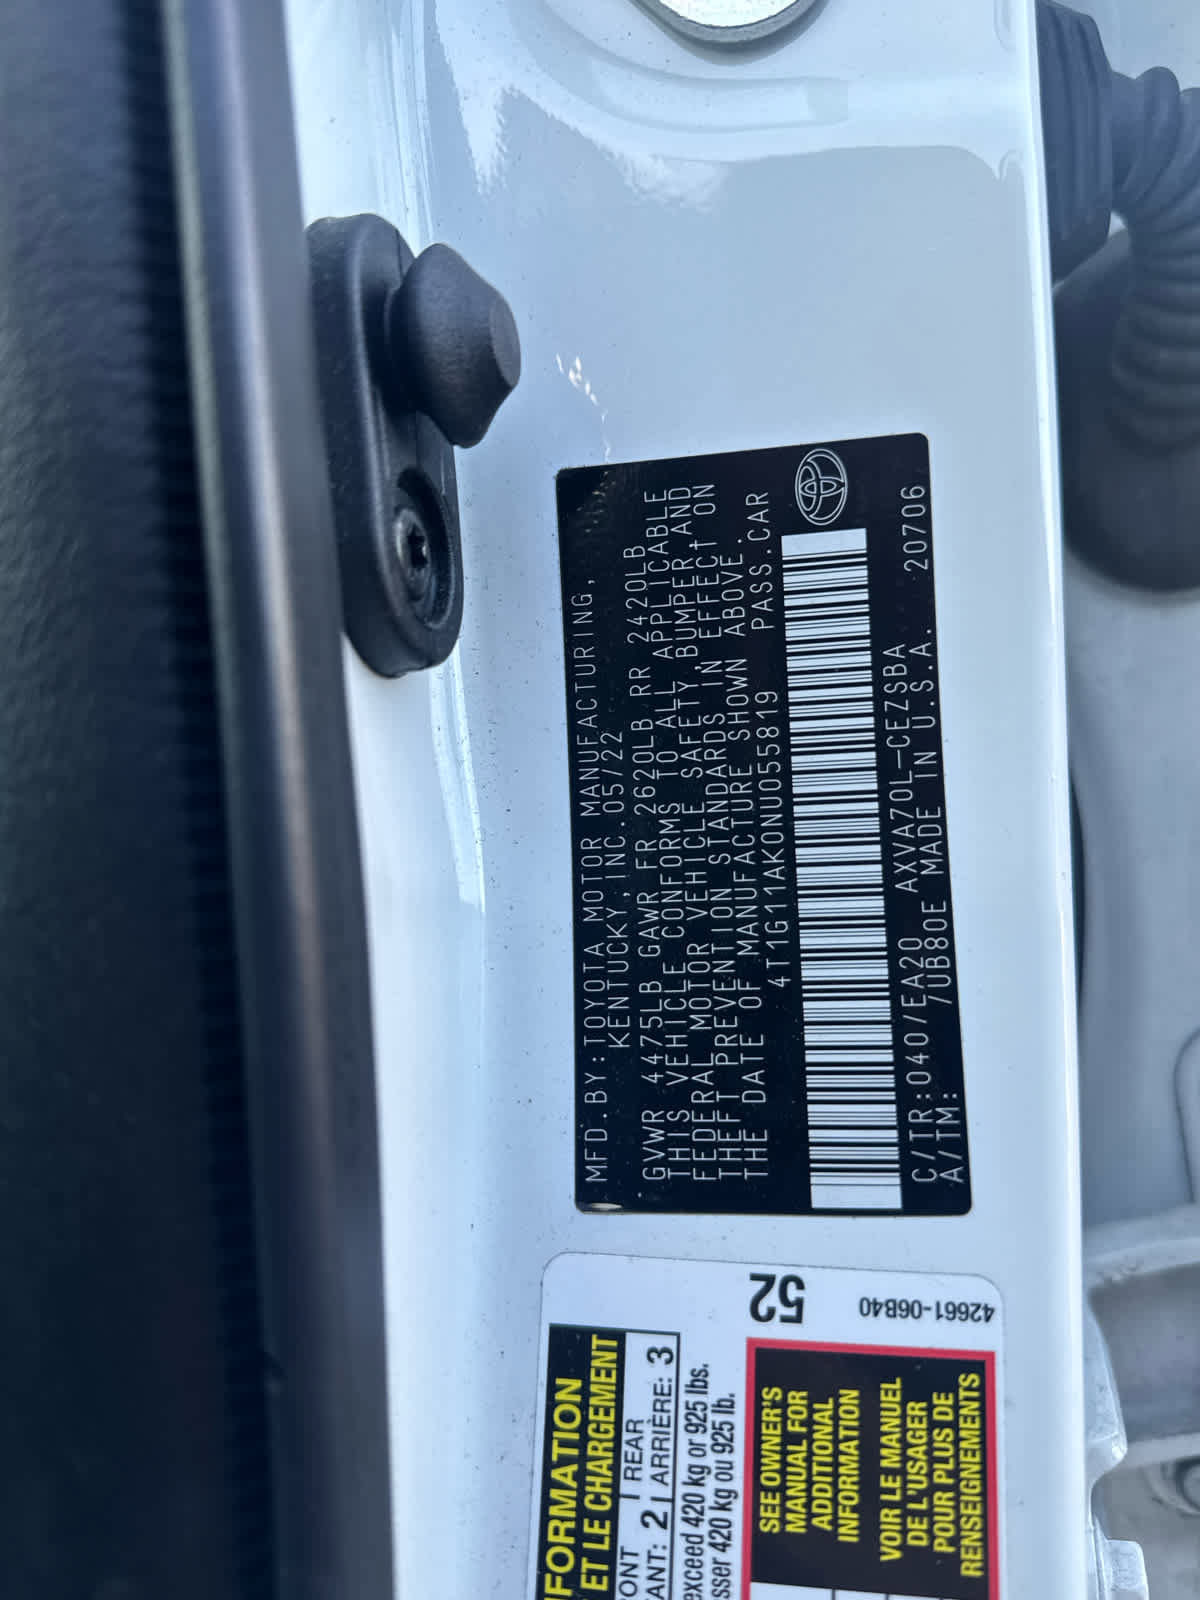 MFD.BY:TOYOTA MOTOR MANUFACTURING,
KENTUCKY,INC.05/22
GVWR 4475LB GAWR FR 2620LB RR 2420LB
THIS VEHICLE CONFORMS TO ALL APPLICABLE
FEDERAL MOTOR VEHICLE SAFETY,BUMPER,AND
THEFT PREVENTION STANDARDS IN EFFECT ON
THE DATE OF MANUFACTURE SHOWN ABOVE.
4T1G11AK0NU055819 PASS.CAR
C/TR:040/EA20 AXVA70L-CEZSBA
A/TM: /UB80E MADE IN U.S.A. 20706
ET LE CHARGEMENT
REAR
2 ARRIÈRE: 3
exceed 420 kg or 925 lbs.
420 kg ou 925 lb.
52
42661-06B40
SEE OWNER'S
MANUAL FOR
ADDITIONAL
INFORMATION
VOIR LE MANUEL
DE L'USAGER
POUR PLUS DE
RENSEIGNEMENTS